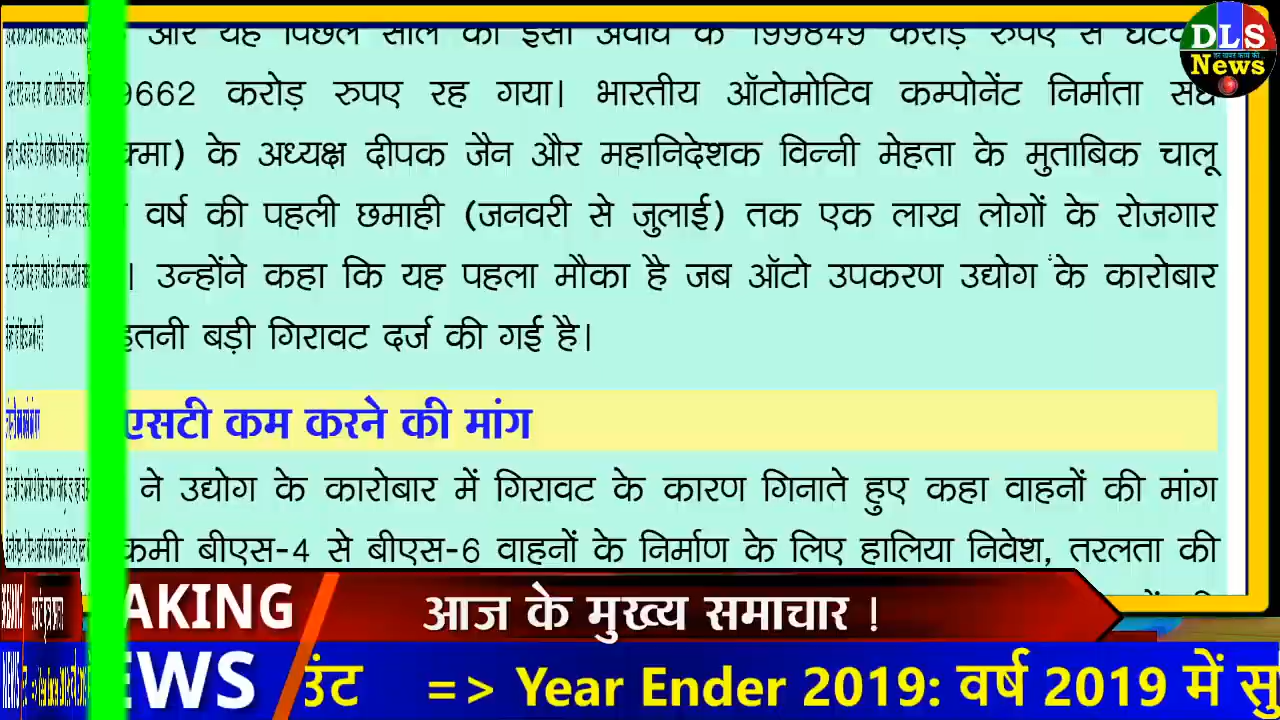 और यह पिछले साल की इसी अवधि के 199849 करोड़ रुपए से
9662 करोड़ रुपए रह गया। भारतीय ऑटोमोटिव कम्पोनेंट निर्माता संघ
क्मा) के अध्यक्ष दीपक जैन और महानिदेशक विन्नी मेहता के मुताबिक चालू
वर्ष की पहली छमाही (जनवरी से जुलाई) तक एक लाख लोगों के रोजगार
। उन्होंने कहा कि यह पहला मौका है जब ऑटो उपकरण उद्योग के कारोबार
इतनी बड़ी गिरावट दर्ज की गई है।
एसटी कम करने की मांग
ने उद्योग के कारोबार में गिरावट के कारण गिनाते हुए कहा वाहनों की मांग
कमी बीएस-4 से बीएस-6 वाहनों के निर्माण के लिए हालिया निवेश, तरलता की
DLS
News
AKING
EWS
आज के मुख्य समाचार !
उंट => Year Ender 2019: वर्ष 2019 में सु